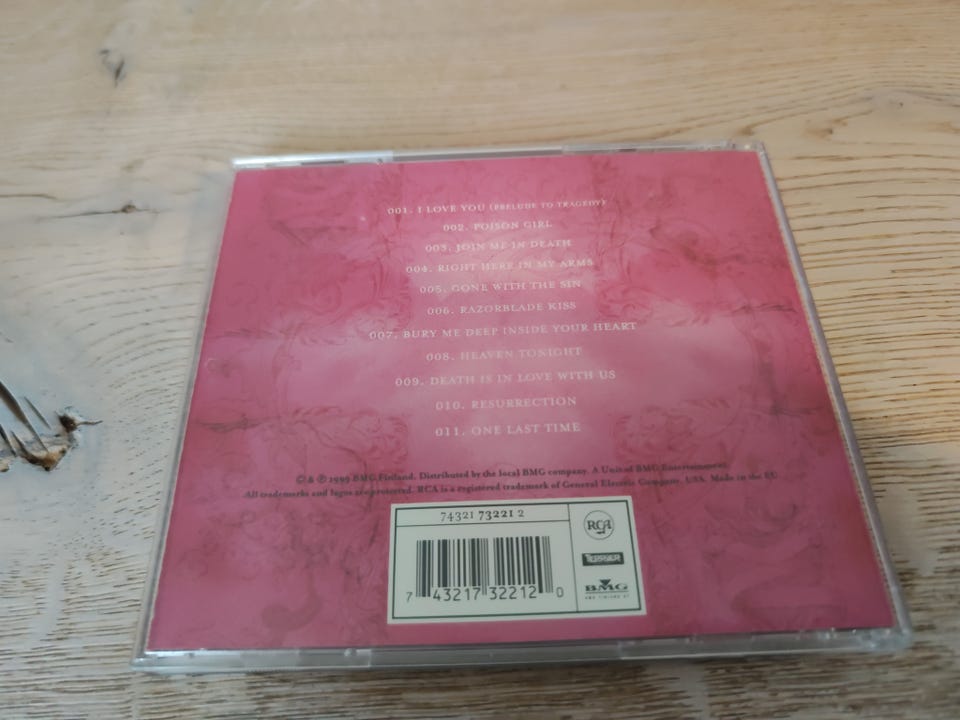 001. I LOVE YOU (PRELUDE TO TRAGEDY)
002. POISON GIRL
003. JOIN ME IN DEATH
004. RIGHT HERE IN MY ARMS
005. GONE WITH THE SIN
006. RAZORBLADE KISS
007. BURY ME DEEP INSIDE YOUR HEART
008. HEAVEN TONIGHT
009. DEATH IS IN LOVE WITH US
010. RESURRECTION
011. ONE LAST TIME
© & ℗ 1999 BMG Finland. Distributed by the local BMG company. A Unit of BMG Entertainment.
All trademarks and logos are protected. RCA is a registered trademark of General Electric Company, USA. Made in the EU
74321 73221 2
RCA
TERRIER
BMG
7 43217 32212 0